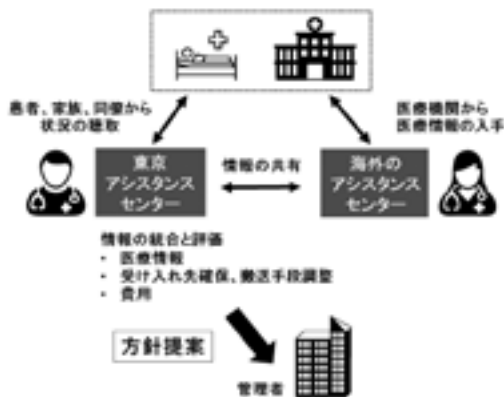 患者、家族、同僚から
状況の聴取
医療機関から
医療情報の入手
東京
アシスタンス
センター
情報の共有
海外の
アシスタンス
センター
情報の統合と評価
・ 医療情報
・ 受け入れ先確保、搬送手段調整
・ 費用
方針提案
管理者